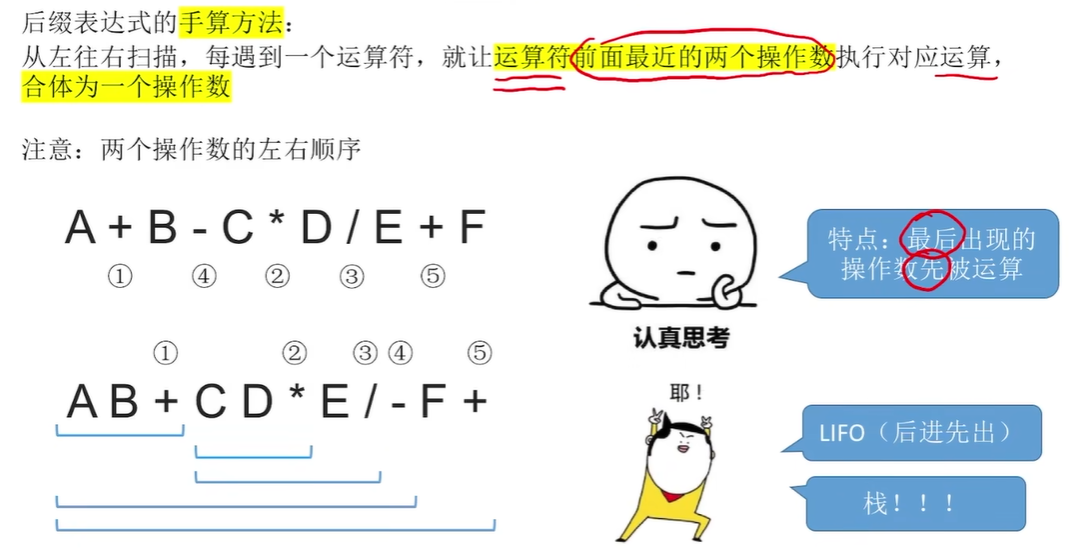 后缀表达式的手算方法：
从左往右扫描，每遇到一个运算符，就让运算符前面最近的两个操作数执行对应运算，
合体为一个操作数
注意：两个操作数的左右顺序
A + B - C * D / E + F
① ④ ② ③ ⑤
特点：最后出现的
操作数先被运算
认真思考
① ② ③ ④ ⑤
A B + C D * E / - F +
耶！
LIFO（后进先出）
栈！！！